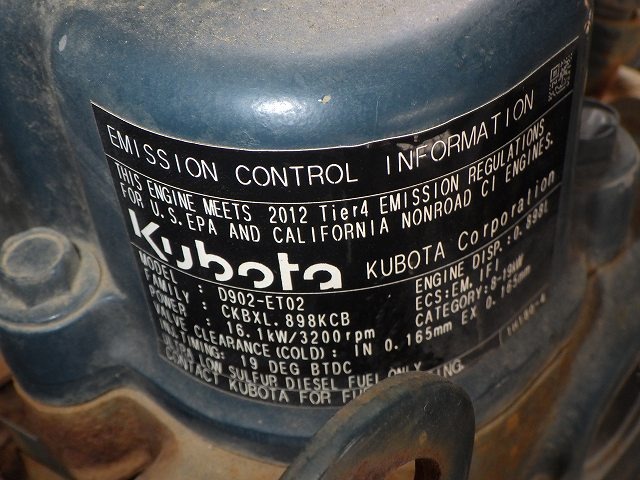 EMISSION CONTROL INFORMATION
THIS ENGINE MEETS 2012 Tier4 EMISSION REGULATIONS
FOR U.S.EPA AND CALIFORNIA NONROAD CI ENGINES.
Kubota KUBOTA Corporation
MODEL : D902-ET02 ENGINE DISP.:0.898L
FAMILY : CKBXL.898KCB ECS:EM, IFI
POWER : 16.1kW/3200rpm CATEGORY:8-19kW
VALVE CLEARANCE(COLD): IN 0.165mm EX 0.165mm
F/TIMING: 19 DEG BTDC
ULTRA LOW SULFUR DIESEL FUEL ONLY
CONTACT KUBOTA FOR